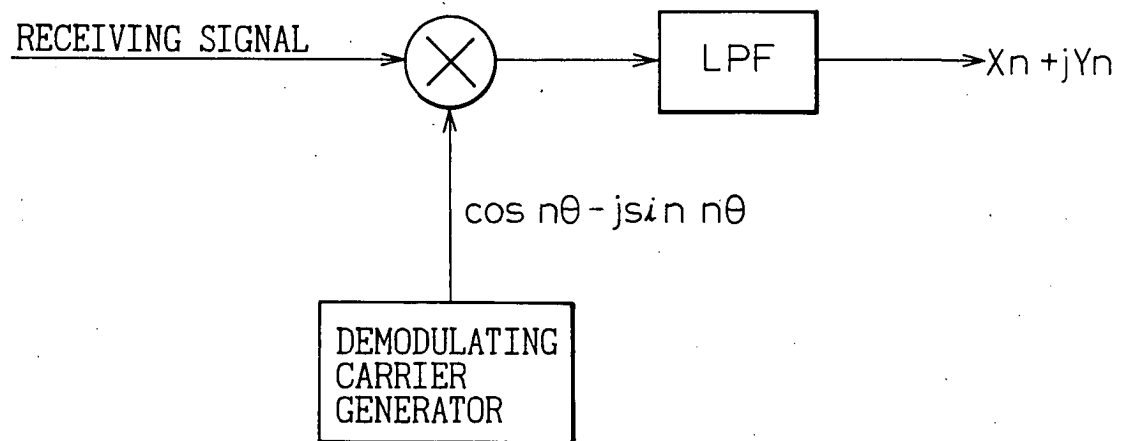 RECEIVING SIGNAL
LPF
Xn +jYn
cos nθ-jsin nθ
DEMODULATING
CARRIER
GENERATOR